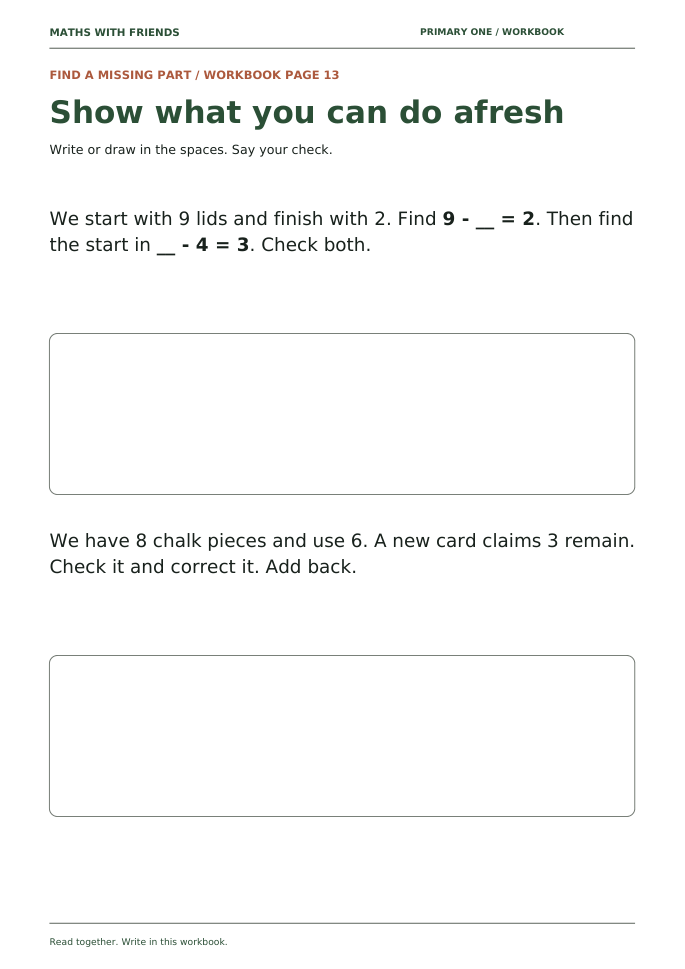 MATHS WITH FRIENDS
PRIMARY ONE / WORKBOOK
FIND A MISSING PART / WORKBOOK PAGE 13
Show what you can do afresh
Write or draw in the spaces. Say your check.
We start with 9 lids and finish with 2. Find 9 - __ = 2. Then find
the start in __ - 4 = 3. Check both.
We have 8 chalk pieces and use 6. A new card claims 3 remain.
Check it and correct it. Add back.
Read together. Write in this workbook.